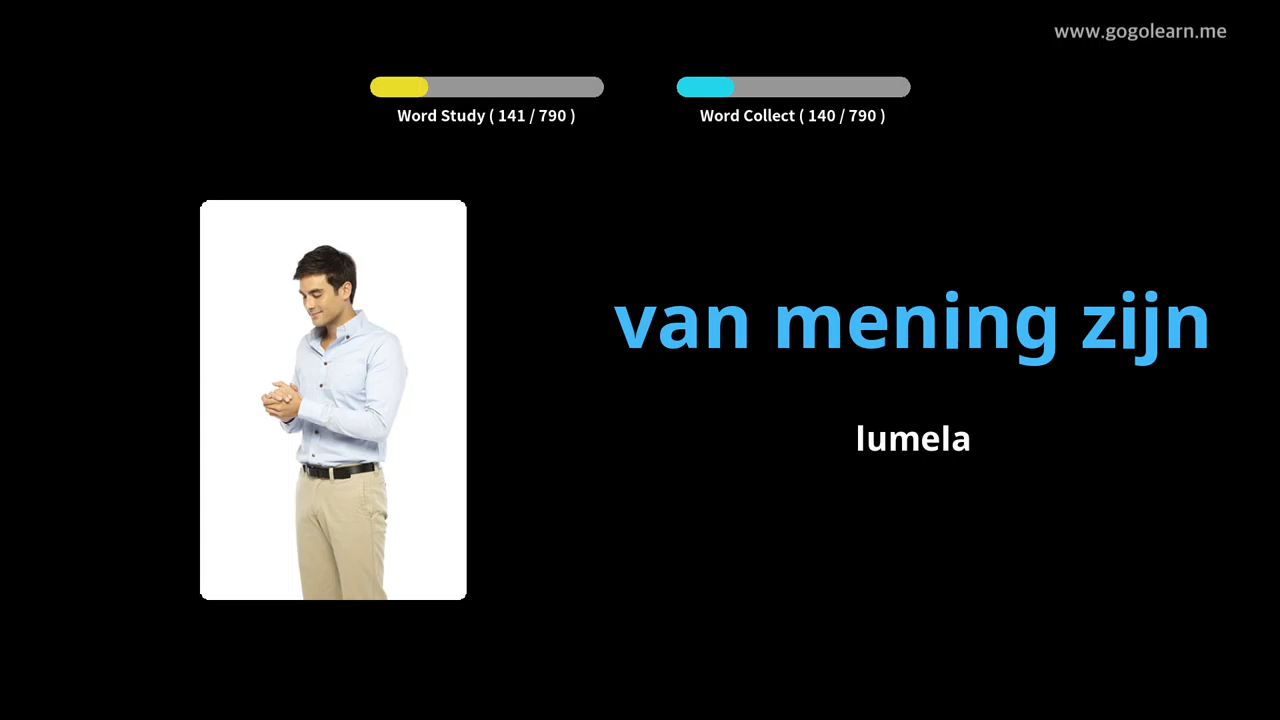 www.gogolearn.me
Word Study ( 141 / 790 )
Word Collect ( 140 / 790 )
van mening zijn
lumela